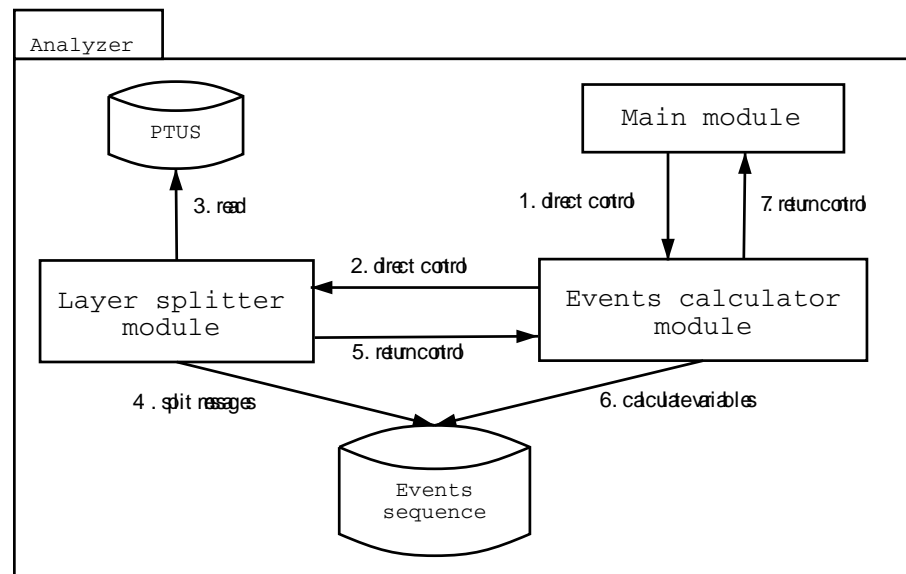 Analyzer
PTUS
Main module
3. read
1. direct control
7. return control
2. direct control
Layer splitter
module
Events calculator
module
5. return control
4 . split messages
6. calculate variables
Events
sequence